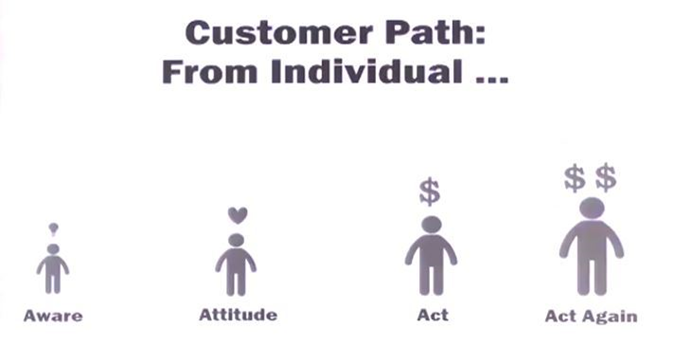 Customer Path:
From Individual ...
$
$ $
Aware
Attitude
Act
Act Again